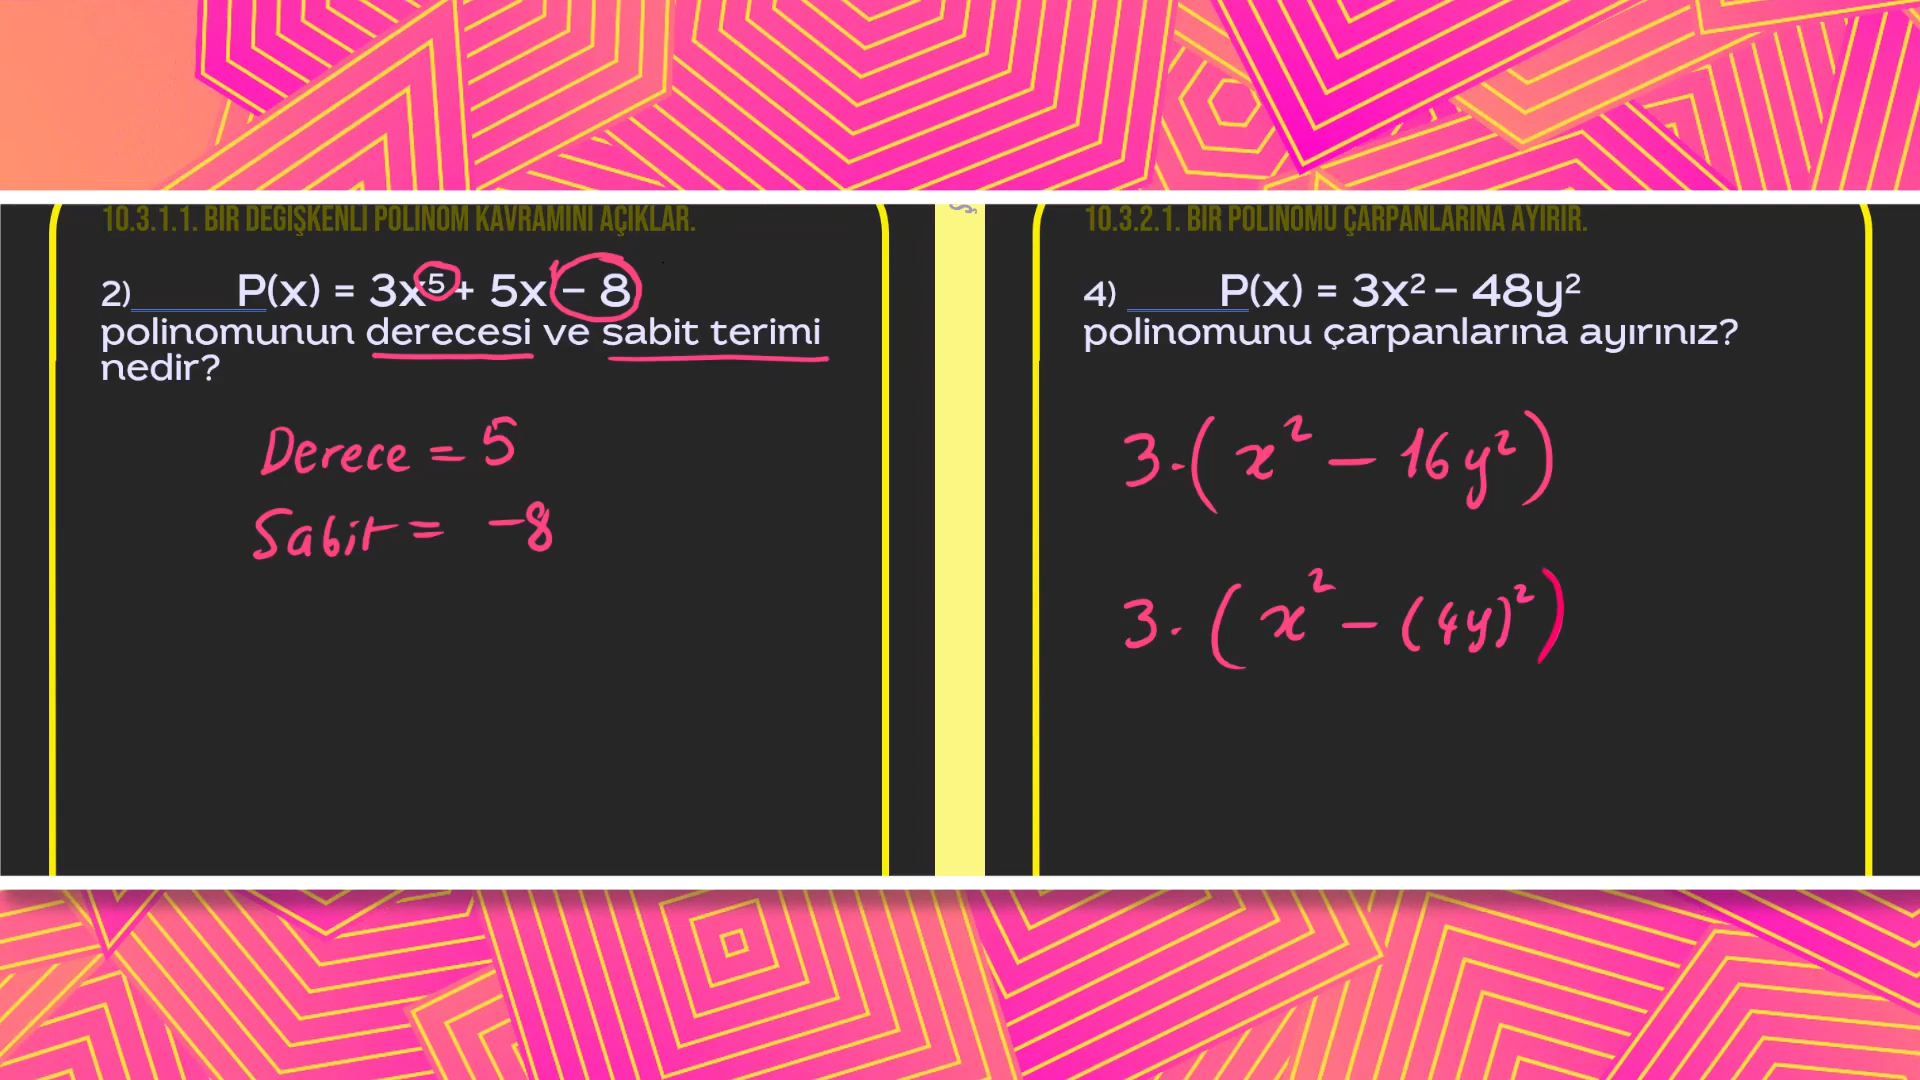 10.3.1.1. BIR DEGIŞKENLI POLINOM KAVRAMINI AÇIKLAR.
2)______P(x) = 3x⁵ + 5x – 8
polinomunun derecesi ve sabit terimi
nedir?
Derece = 5
Sabit = -8
Ş
10.3.2.1. BIR POLINOMU ÇARPANLARINA AYIRIR.
4) _____P(x) = 3x² – 48y²
polinomunu çarpanlarına ayırınız?
3.(x² - 16y²)
3.(x² - (4y)²)